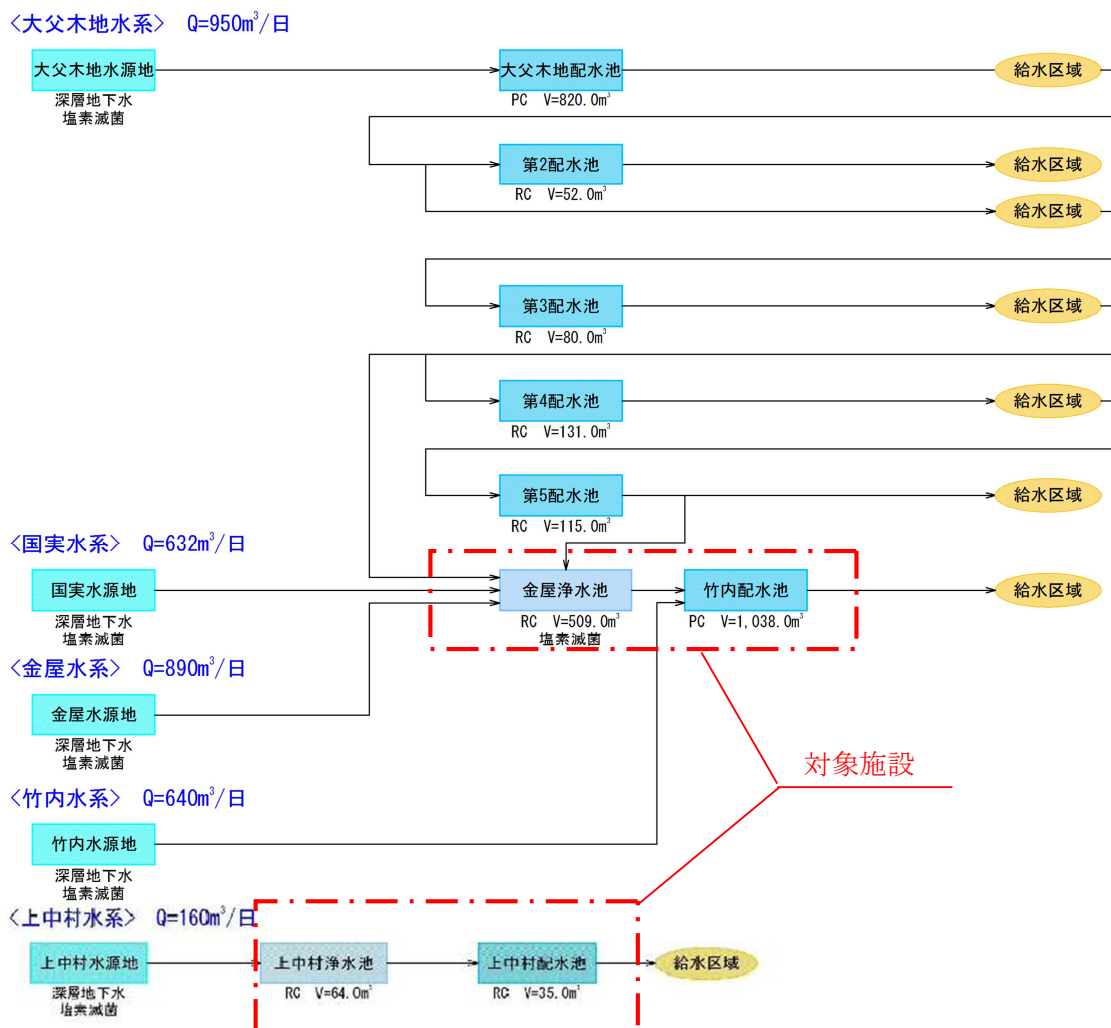 <大父木地水系> Q=950m³/日
大父木地水源地
深層地下水
塩素滅菌
大父木地配水池
PC V=820.0m³
給水区域
第2配水池
RC V=52.0m³
給水区域
給水区域
第3配水池
RC V=80.0m³
給水区域
第4配水池
RC V=131.0m³
給水区域
第5配水池
RC V=115.0m³
給水区域
<国実水系> Q=632m³/日
国実水源地
深層地下水
塩素滅菌
金屋浄水池
RC V=509.0m³
塩素滅菌
竹内配水池
PC V=1,038.0m³
給水区域
<金屋水系> Q=890m³/日
金屋水源地
深層地下水
塩素滅菌
対象施設
<竹内水系> Q=640m³/日
竹内水源地
深層地下水
塩素滅菌
<上中村水系> Q=160m³/日
上中村水源地
深層地下水
塩素滅菌
上中村浄水池
RC V=64.0m³
上中村配水池
RC V=35.0m³
給水区域